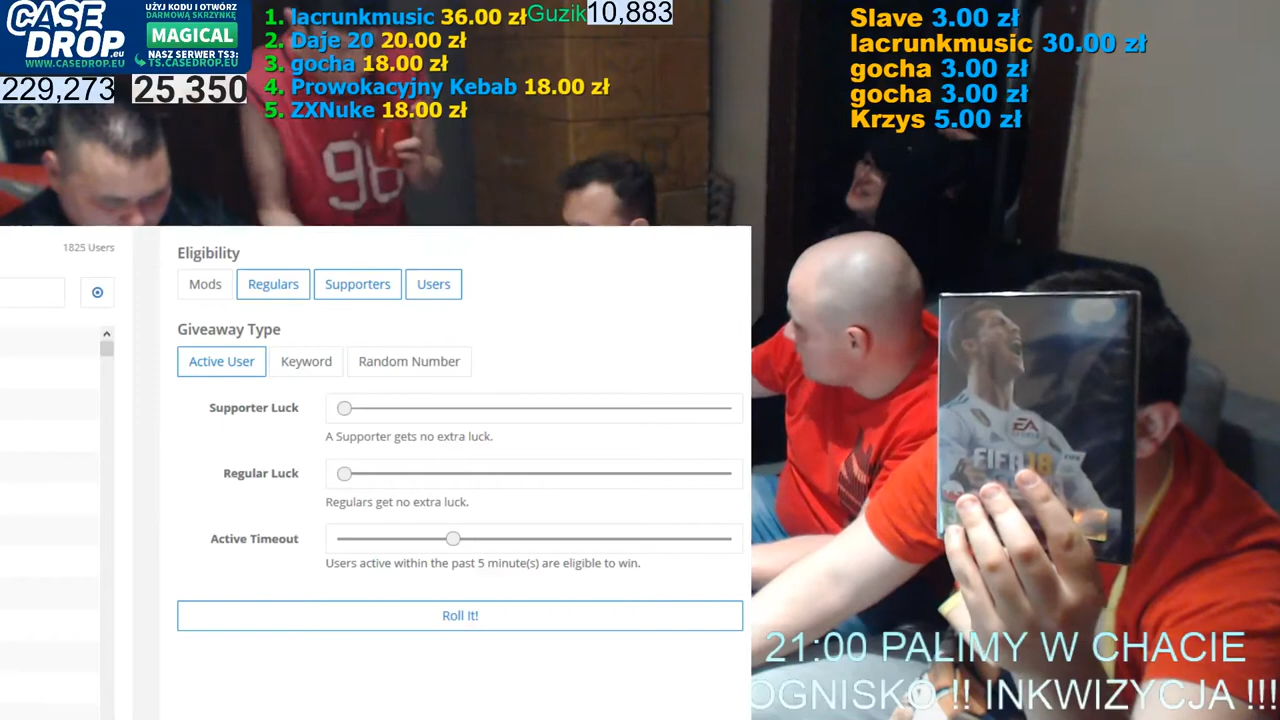 CASE
DROP.eu
WWW.CASEDROP.EU
UŻYJ KODU I OTWÓRZ
DARMOWĄ SKRZYNKĘ
MAGICAL
NASZ SERWER TS3:
TS.CASEDROP.EU
229,273
25,350
1. lacrunkmusic 36.00 zł
2. Daje 20 20.00 zł
3. gocha 18.00 zł
4. Prowokacyjny Kebab 18.00 zł
5. ZXNuke 18.00 zł
Guzik 10,883
Slave 3.00 zł
lacrunkmusic 30.00 zł
gocha 3.00 zł
gocha 3.00 zł
Krzys 5.00 zł
98
1825 Users
Eligibility
Mods
Regulars
Supporters
Users
Giveaway Type
Active User
Keyword
Random Number
Supporter Luck
A Supporter gets no extra luck.
Regular Luck
Regulars get no extra luck.
Active Timeout
Users active within the past 5 minute(s) are eligible to win.
Roll It!
EA
SPORTS
FIFA 18
21:00 PALIMY W CHACIE
OGNISKO !! INKWIZYCJA !!!